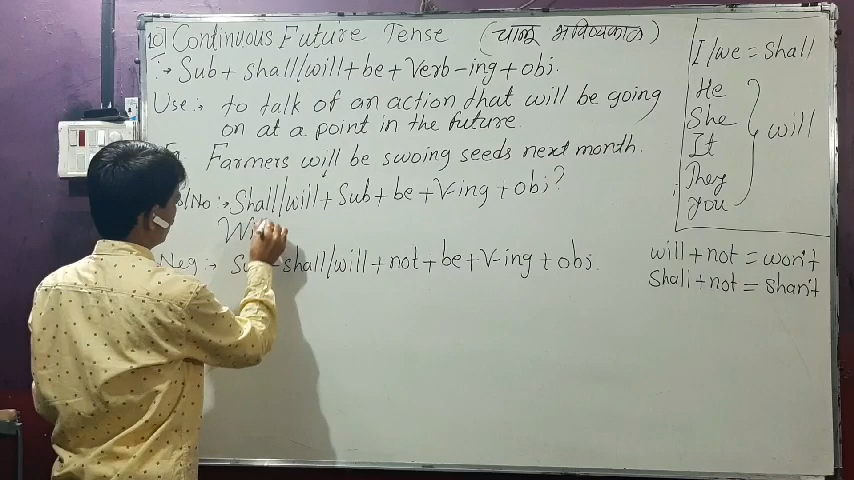 10] Continuous Future Tense (चालू भविष्यकाळ)
:→ Sub + shall/will + be + Verb-ing + obj.
Use :→ to talk of an action that will be going
on at a point in the future.
Farmers will be swoing seeds next month.
/No :→ Shall/will + Sub + be + V-ing + obj?
Wi
Neg :→ shall/will + not + be + V-ing + obj.
I/we = Shall
He
She
It
They
You
will
will + not = won't
Shall + not = shan't